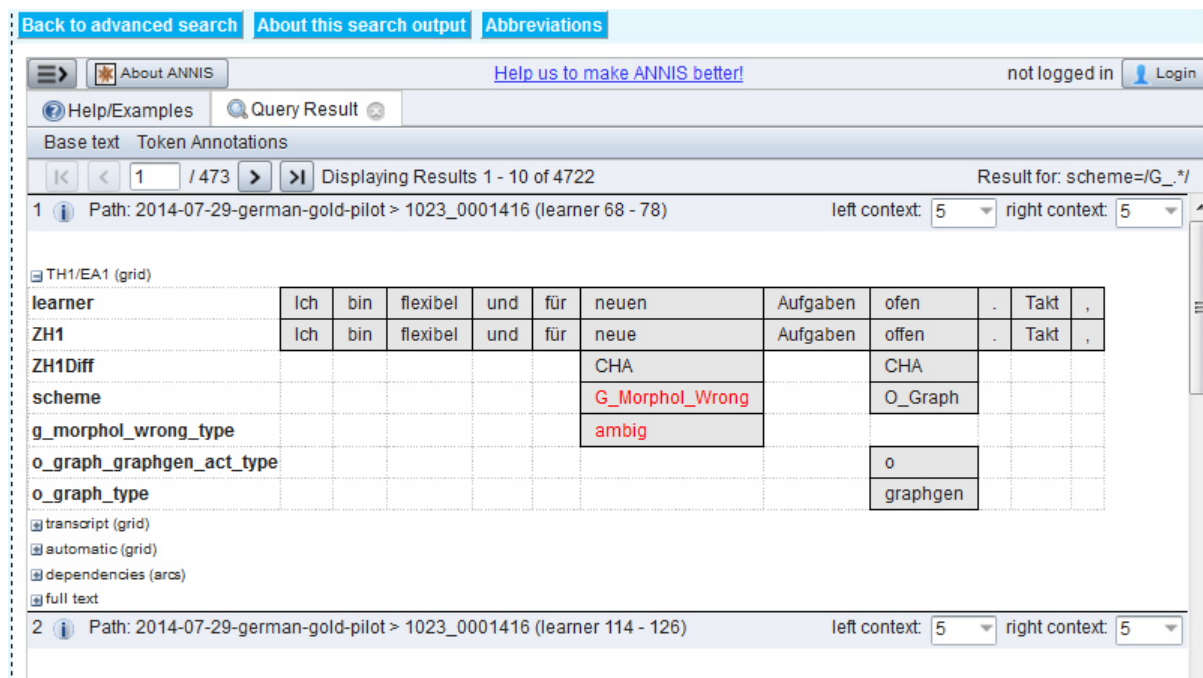 Back to advanced search About this search output Abbreviations
About ANNIS Help us to make ANNIS better! not logged in Login
Help/Examples Query Result
Base text Token Annotations
1 / 473 Displaying Results 1 - 10 of 4722 Result for: scheme=/G_.*/
1 Path: 2014-07-29-german-gold-pilot > 1023_0001416 (learner 68 - 78) left context: 5 right context: 5
TH1/EA1 (grid)
learner Ich bin flexibel und für neuen Aufgaben ofen . Takt ,
ZH1 Ich bin flexibel und für neue Aufgaben offen . Takt ,
ZH1Diff CHA CHA
scheme G_Morphol_Wrong O_Graph
g_morphol_wrong_type ambig
o_graph_graphgen_act_type o
o_graph_type graphgen
transcript (grid)
automatic (grid)
dependencies (arcs)
full text
2 Path: 2014-07-29-german-gold-pilot > 1023_0001416 (learner 114 - 126) left context: 5 right context: 5